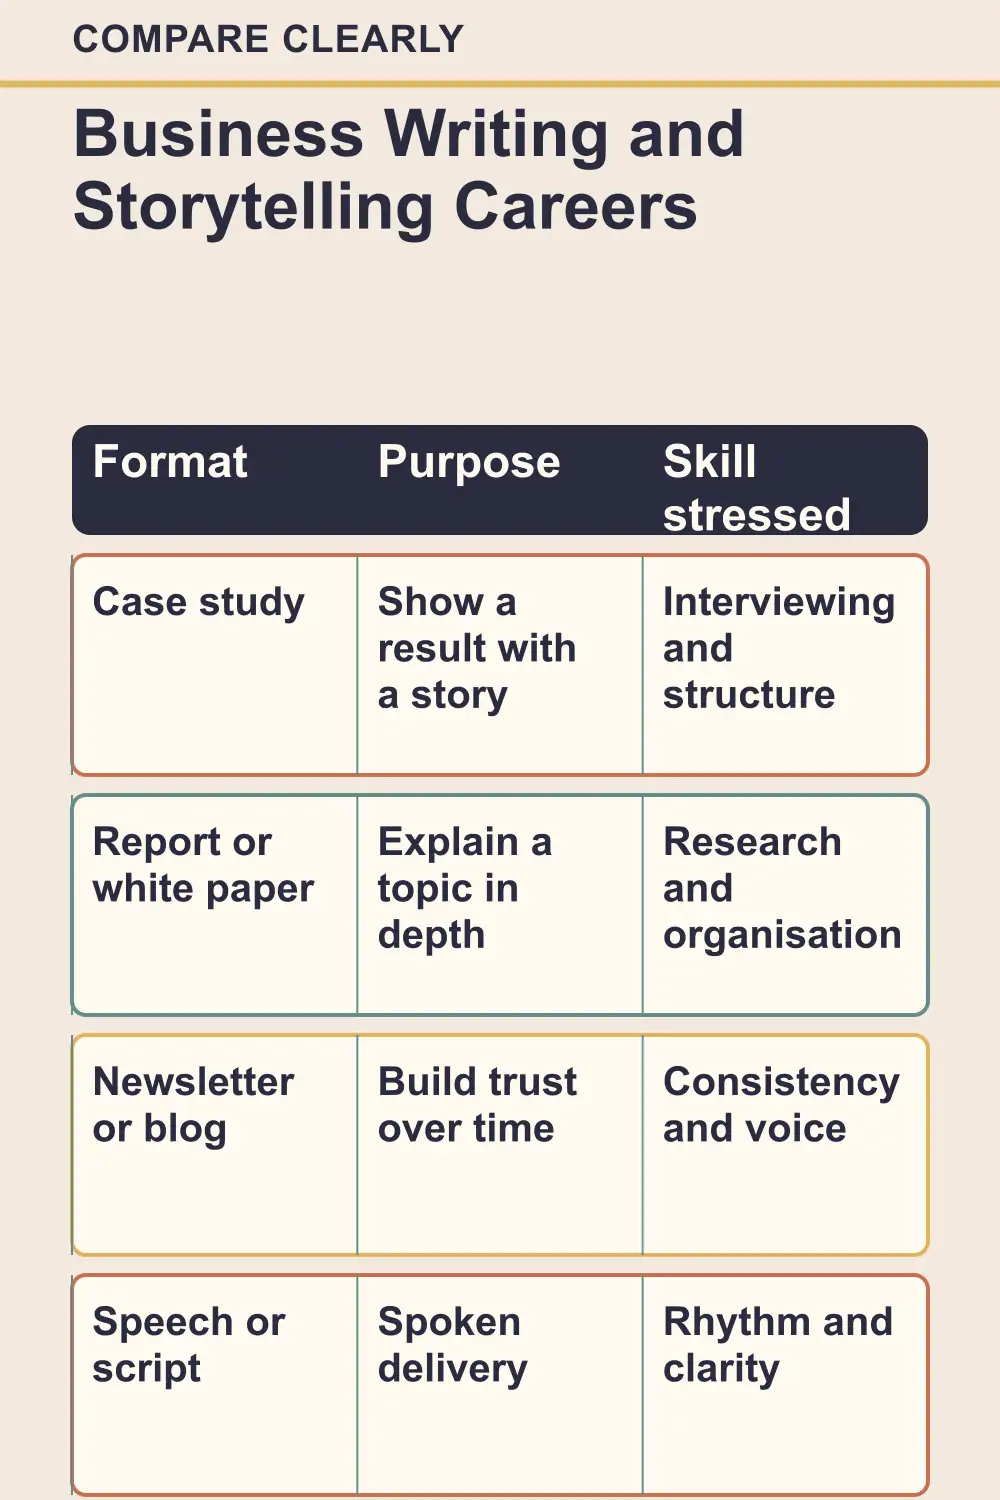 COMPARE CLEARLY
Business Writing and
Storytelling Careers
Format
Purpose
Skill
stressed
Case study
Show a
result with
a story
Interviewing
and
structure
Report or
white paper
Explain a
topic in
depth
Research
and
organisation
Newsletter
or blog
Build trust
over time
Consistency
and voice
Speech or
script
Spoken
delivery
Rhythm and
clarity